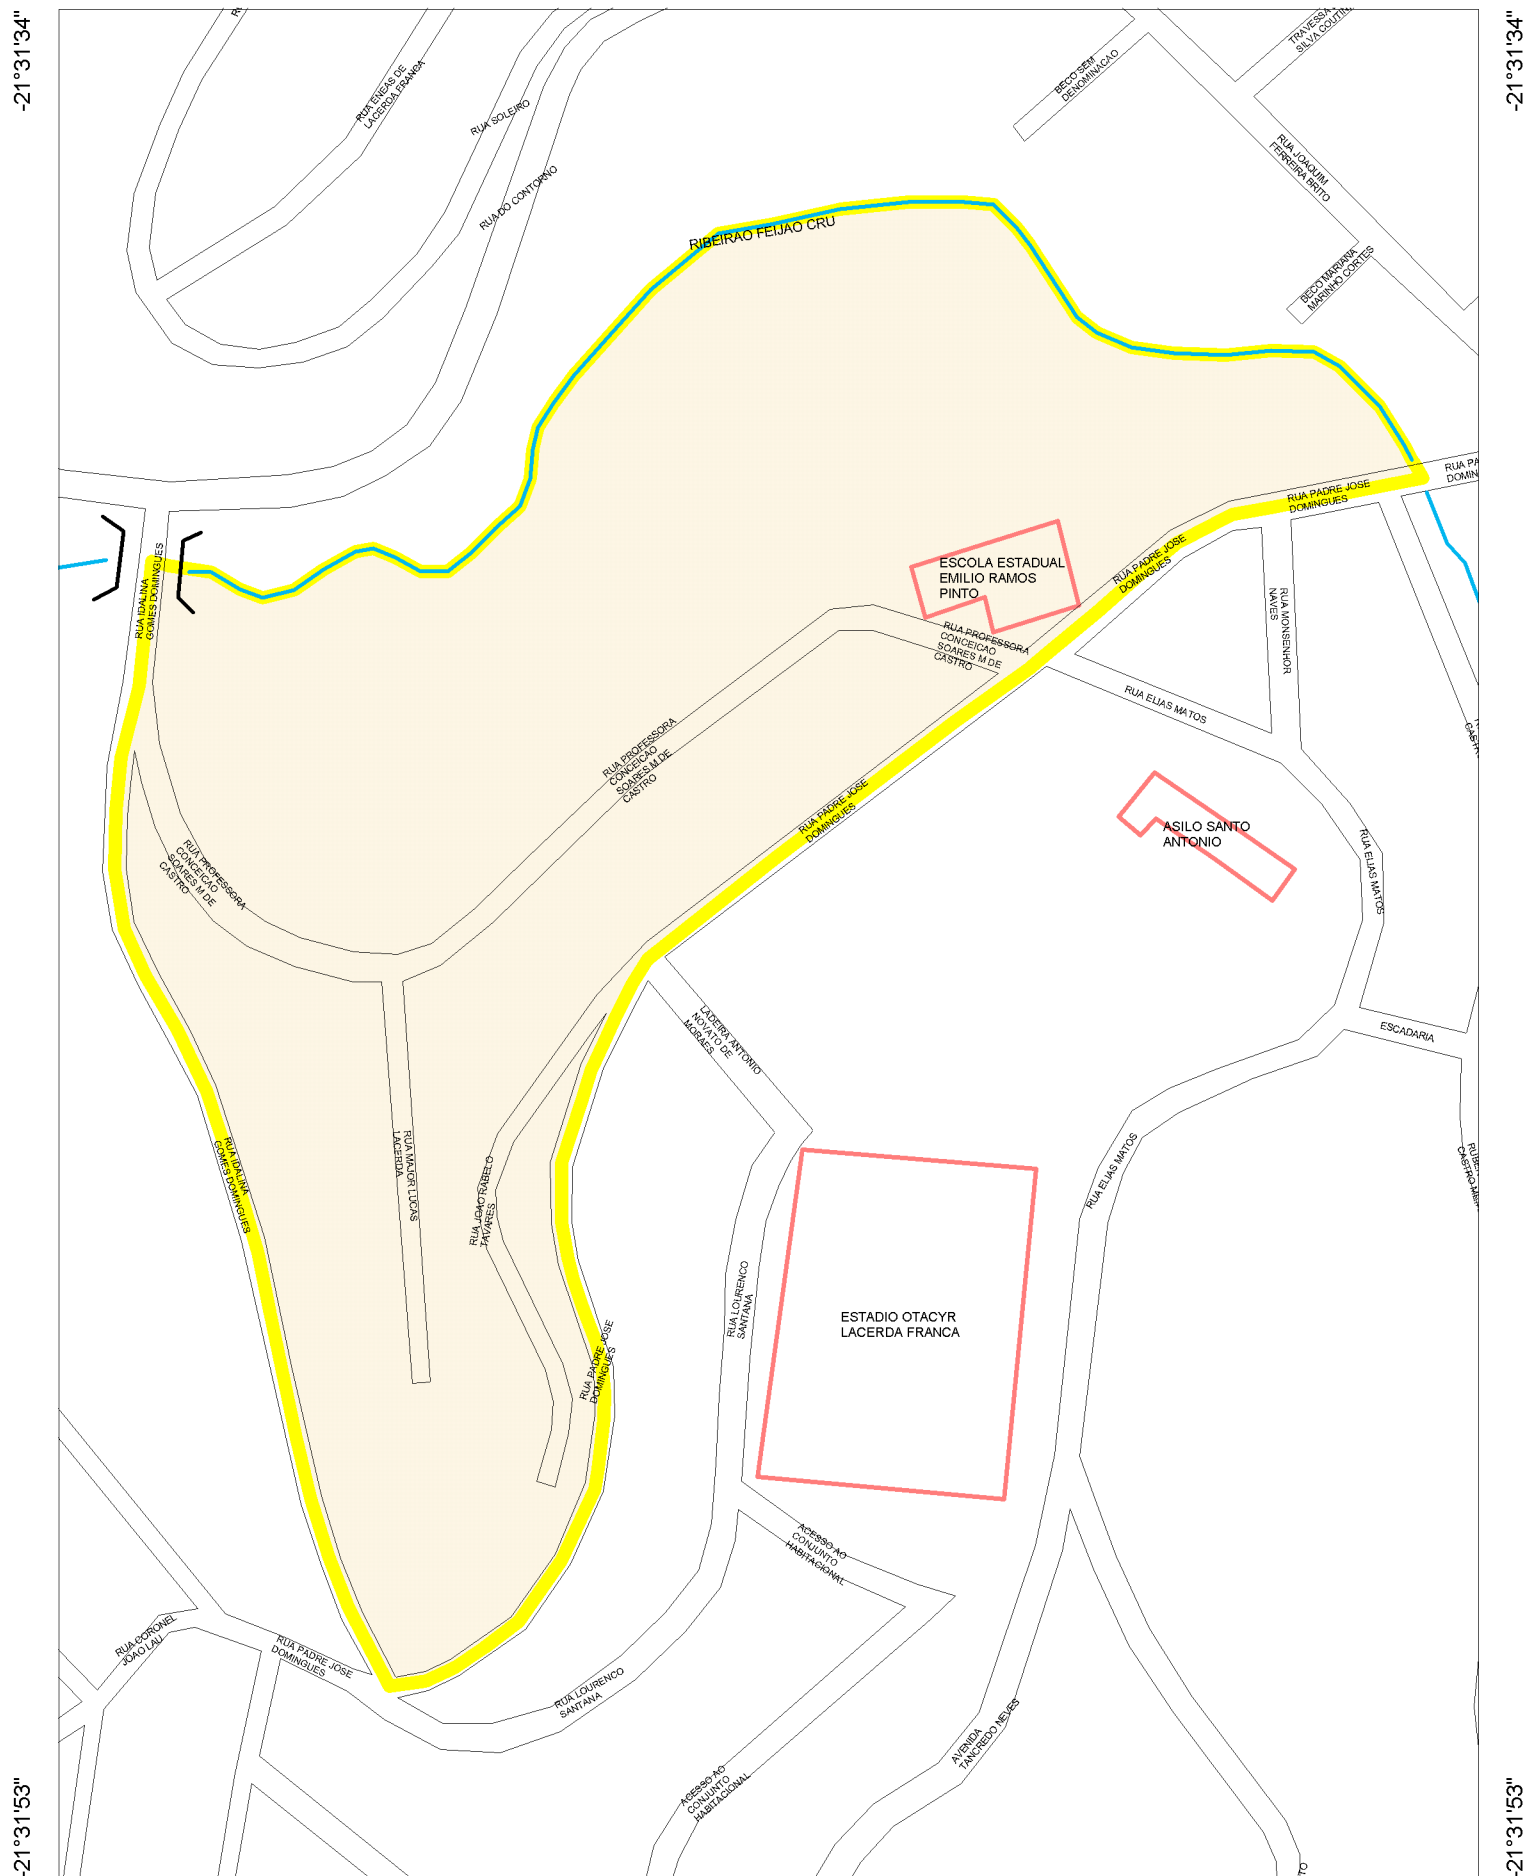 -21°31'34"
-21°31'34"
TRAVESSA
SILVA COUTIN
RUA ENEAS DE
LACERDA FRANCA
RUA SOLEIRO
BECO SEM
DENOMINACAO
RUA DO CONTORNO
RUA JOAQUIM
FERREIRA BRITO
RIBEIRAO FEIJAO CRU
BECO MARIANA
MARINHO CORTES
RUA PA
DOMIN
RUA PADRE JOSE
DOMINGUES
RUA PADRE JOSE
DOMINGUES
ESCOLA ESTADUAL
EMILIO RAMOS
PINTO
RUA IDALINA
GOMES DOMINGUES
RUA PROFESSORA
CONCEICAO
SOARES M DE
CASTRO
RUA MONSENHOR
NAVES
RUA ELIAS MATOS
RUA PROFESSORA
CONCEICAO
SOARES M DE
CASTRO
RUA PADRE JOSE
DOMINGUES
ASILO SANTO
ANTONIO
RUA PROFESSORA
CONCEICAO
SOARES M DE
CASTRO
RUA ELIAS MATOS
LADEIRA ANTONIO
NOVATO DE
MORAES
ESCADARIA
RUA IDALINA
GOMES DOMINGUES
RUA MAJOR LUCAS
LACERDA
RUA JOAO RABELO
TAVARES
RUA ELIAS MATOS
RUA LOURENCO
SANTANA
ESTADIO OTACYR
LACERDA FRANCA
RUA PADRE JOSE
DOMINGUES
ACESSO AO
CONJUNTO
HABITACIONAL
RUA CORONEL
JOAO LAU
RUA PADRE JOSE
DOMINGUES
RUA LOURENCO
SANTANA
AVENIDA
TANCREDO NEVES
ACESSO AO
CONJUNTO
HABITACIONAL
-21°31'53"
-21°31'53"